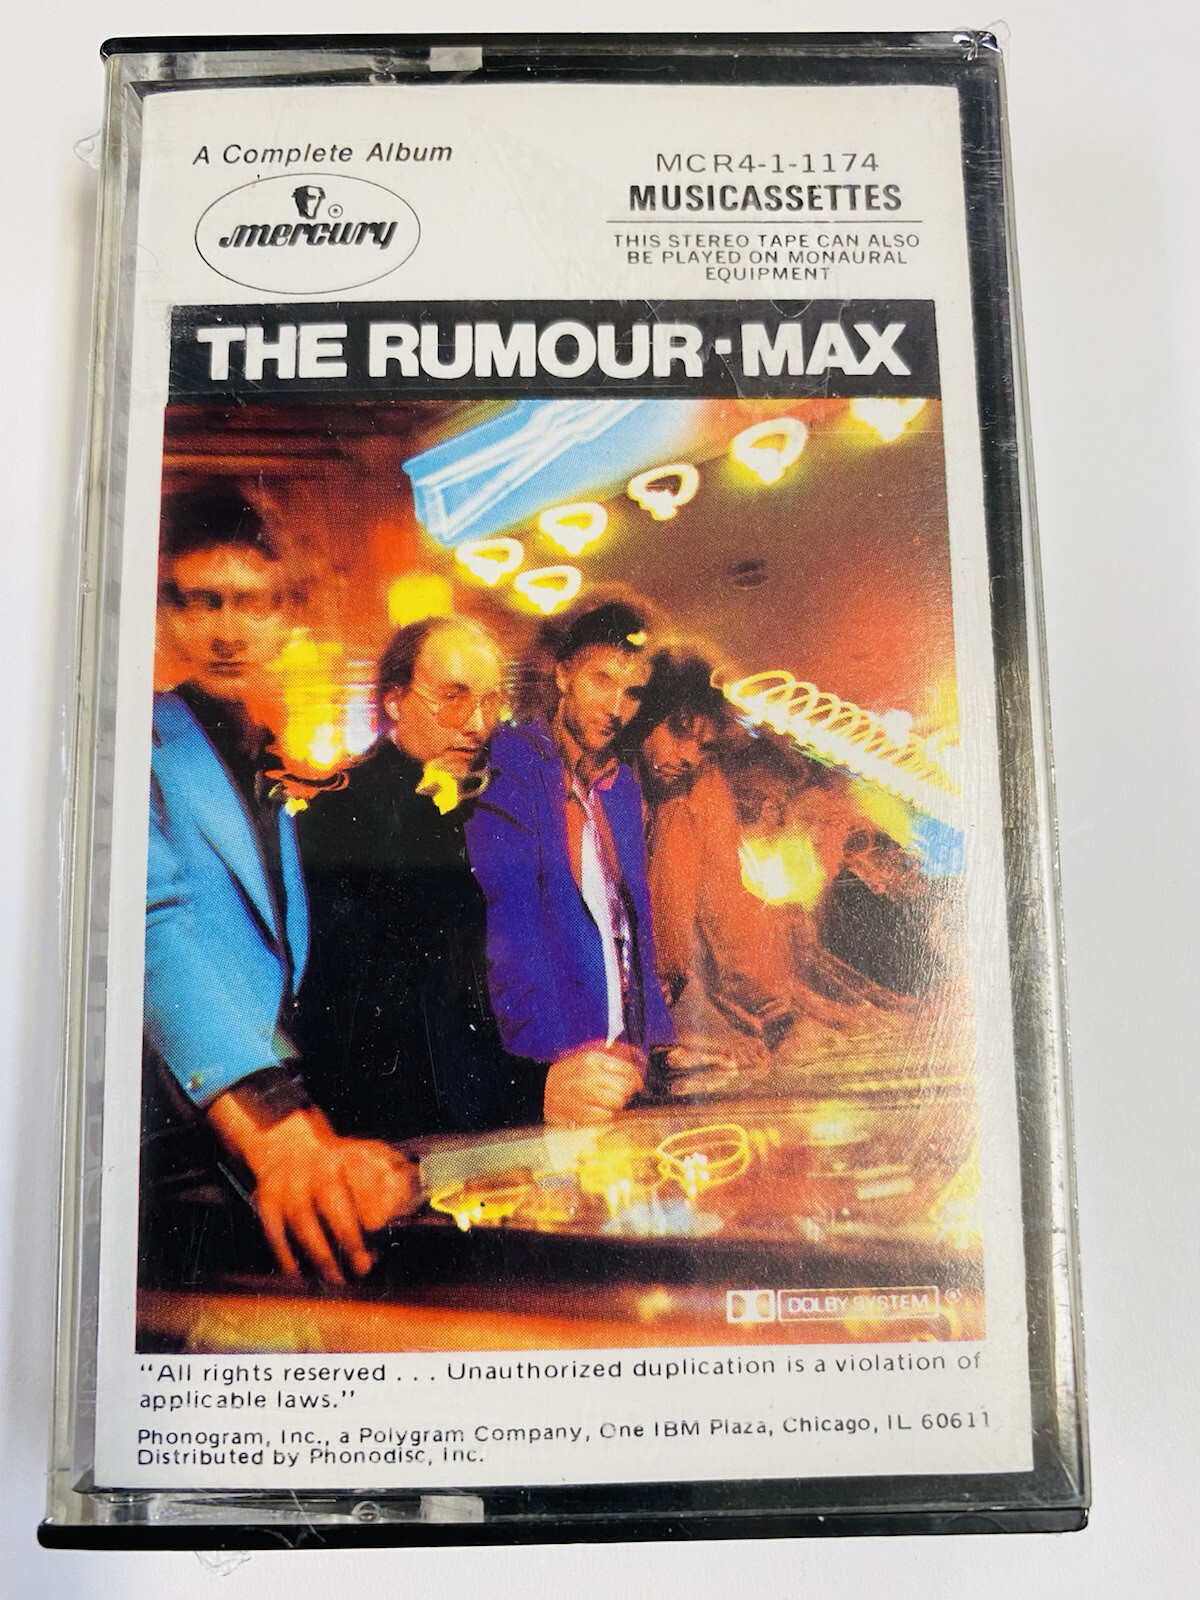 A Complete Album
mercury ®
MCR4-1-1174
MUSICASSETTES
THIS STEREO TAPE CAN ALSO
BE PLAYED ON MONAURAL
EQUIPMENT
THE RUMOUR · MAX
DOLBY SYSTEM ®
“All rights reserved . . . Unauthorized duplication is a violation of
applicable laws.”
Phonogram, Inc., a Polygram Company, One IBM Plaza, Chicago, IL 60611
Distributed by Phonodisc, Inc.